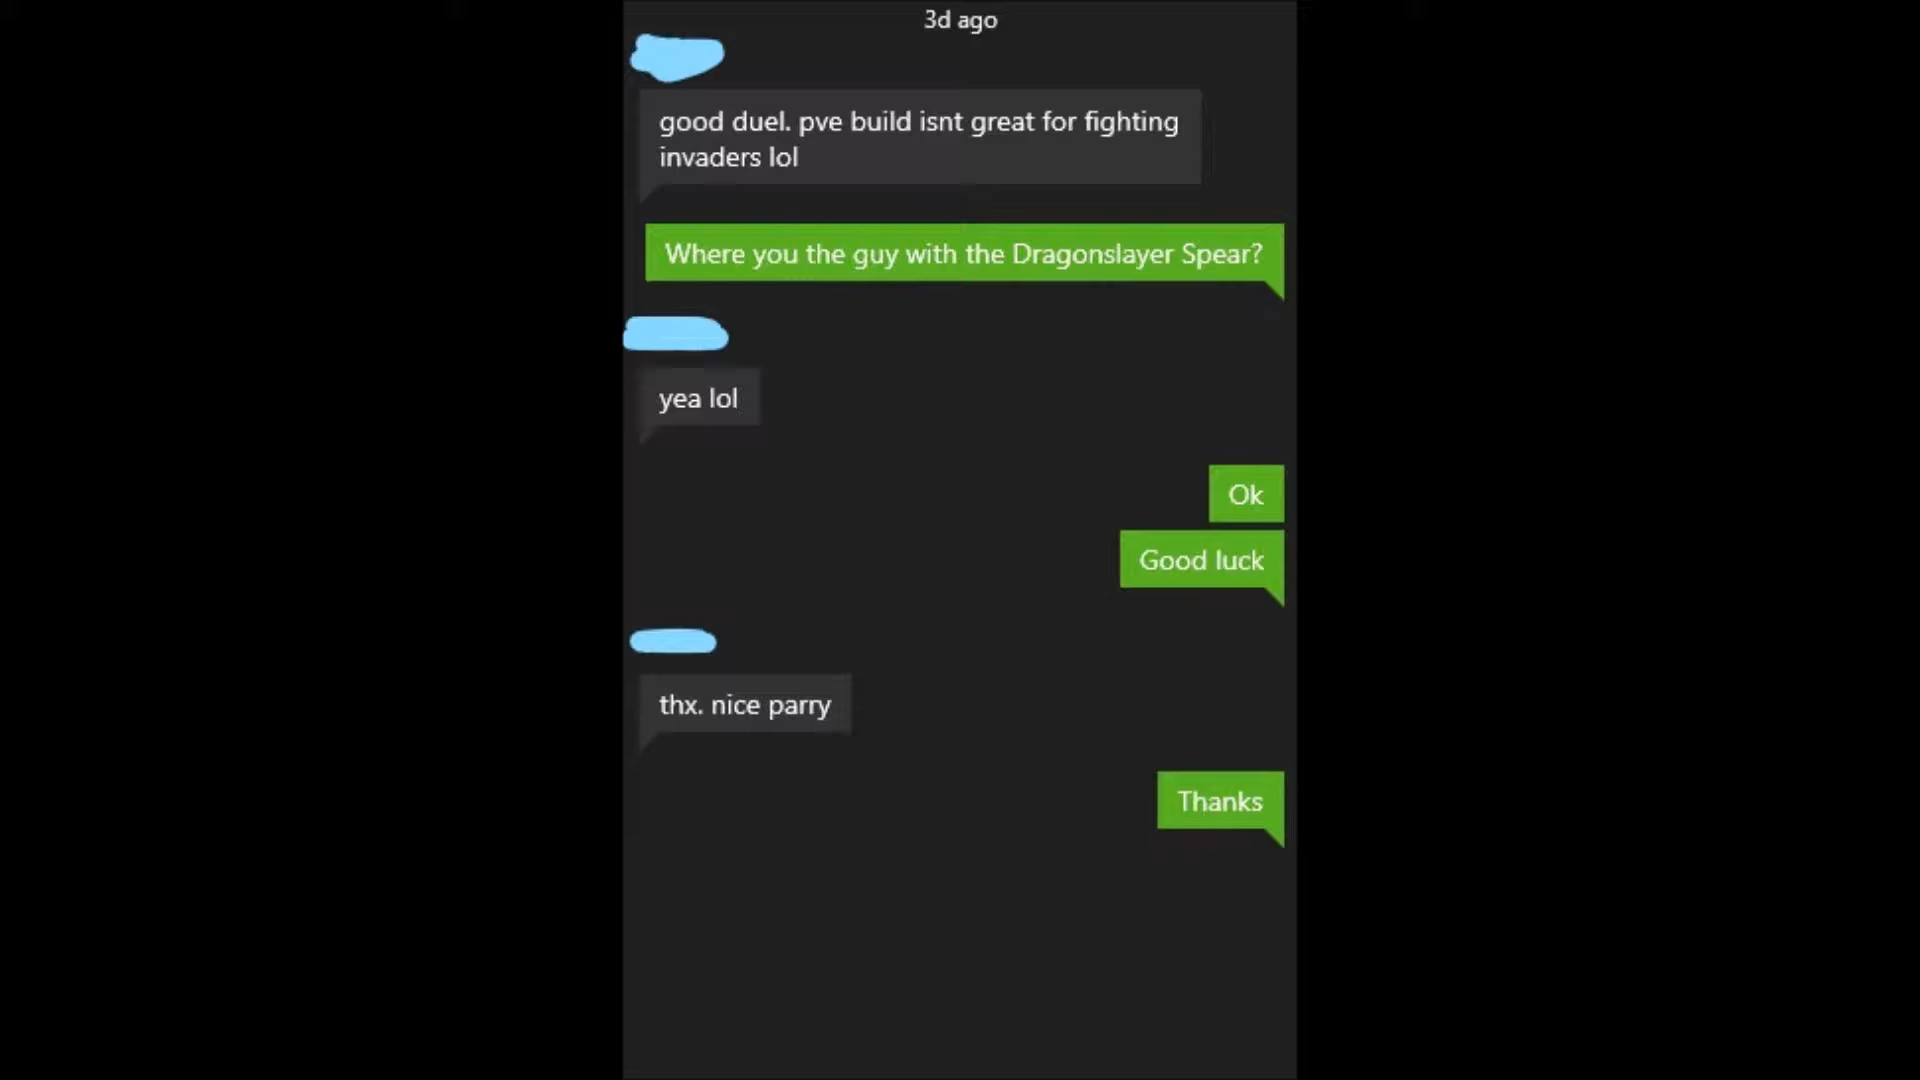 3d ago
good duel. pve build isnt great for fighting
invaders lol
Where you the guy with the Dragonslayer Spear?
yea lol
Ok
Good luck
thx. nice parry
Thanks